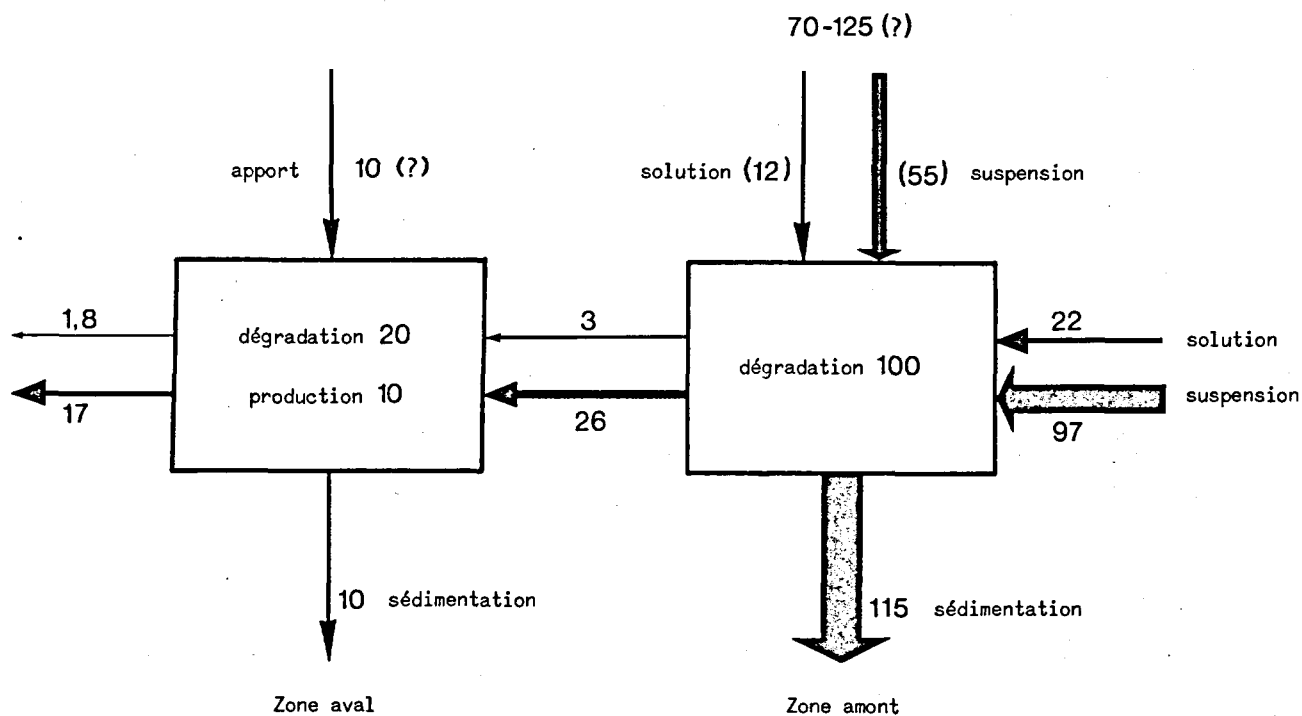 70-125 (?)
apport 10 (?)
solution (12)
(55) suspension
1,8
dégradation 20
3
dégradation 100
22
solution
17
production 10
26
97
suspension
10 sédimentation
115 sédimentation
Zone aval
Zone amont